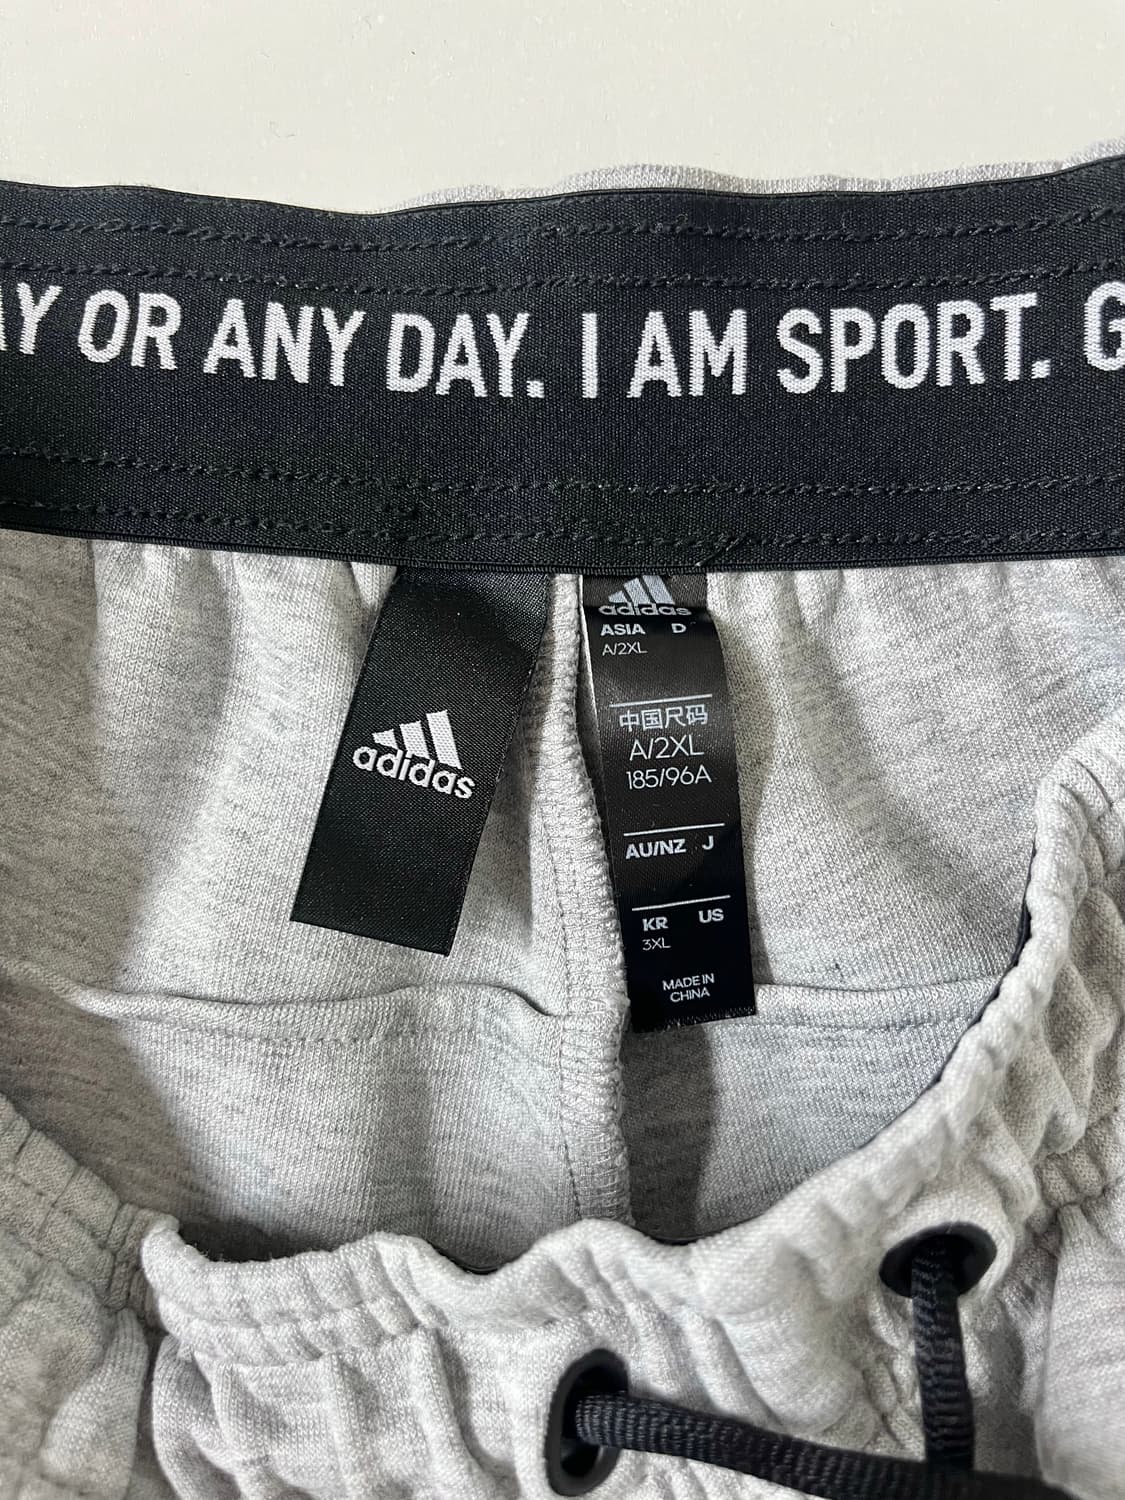 OR ANY DAY. I AM SPORT.
adidas
adidas
ASIA D
A/2XL
中国尺码
A/2XL
185/96A
AU/NZ J
KR US
3XL
MADE IN
CHINA